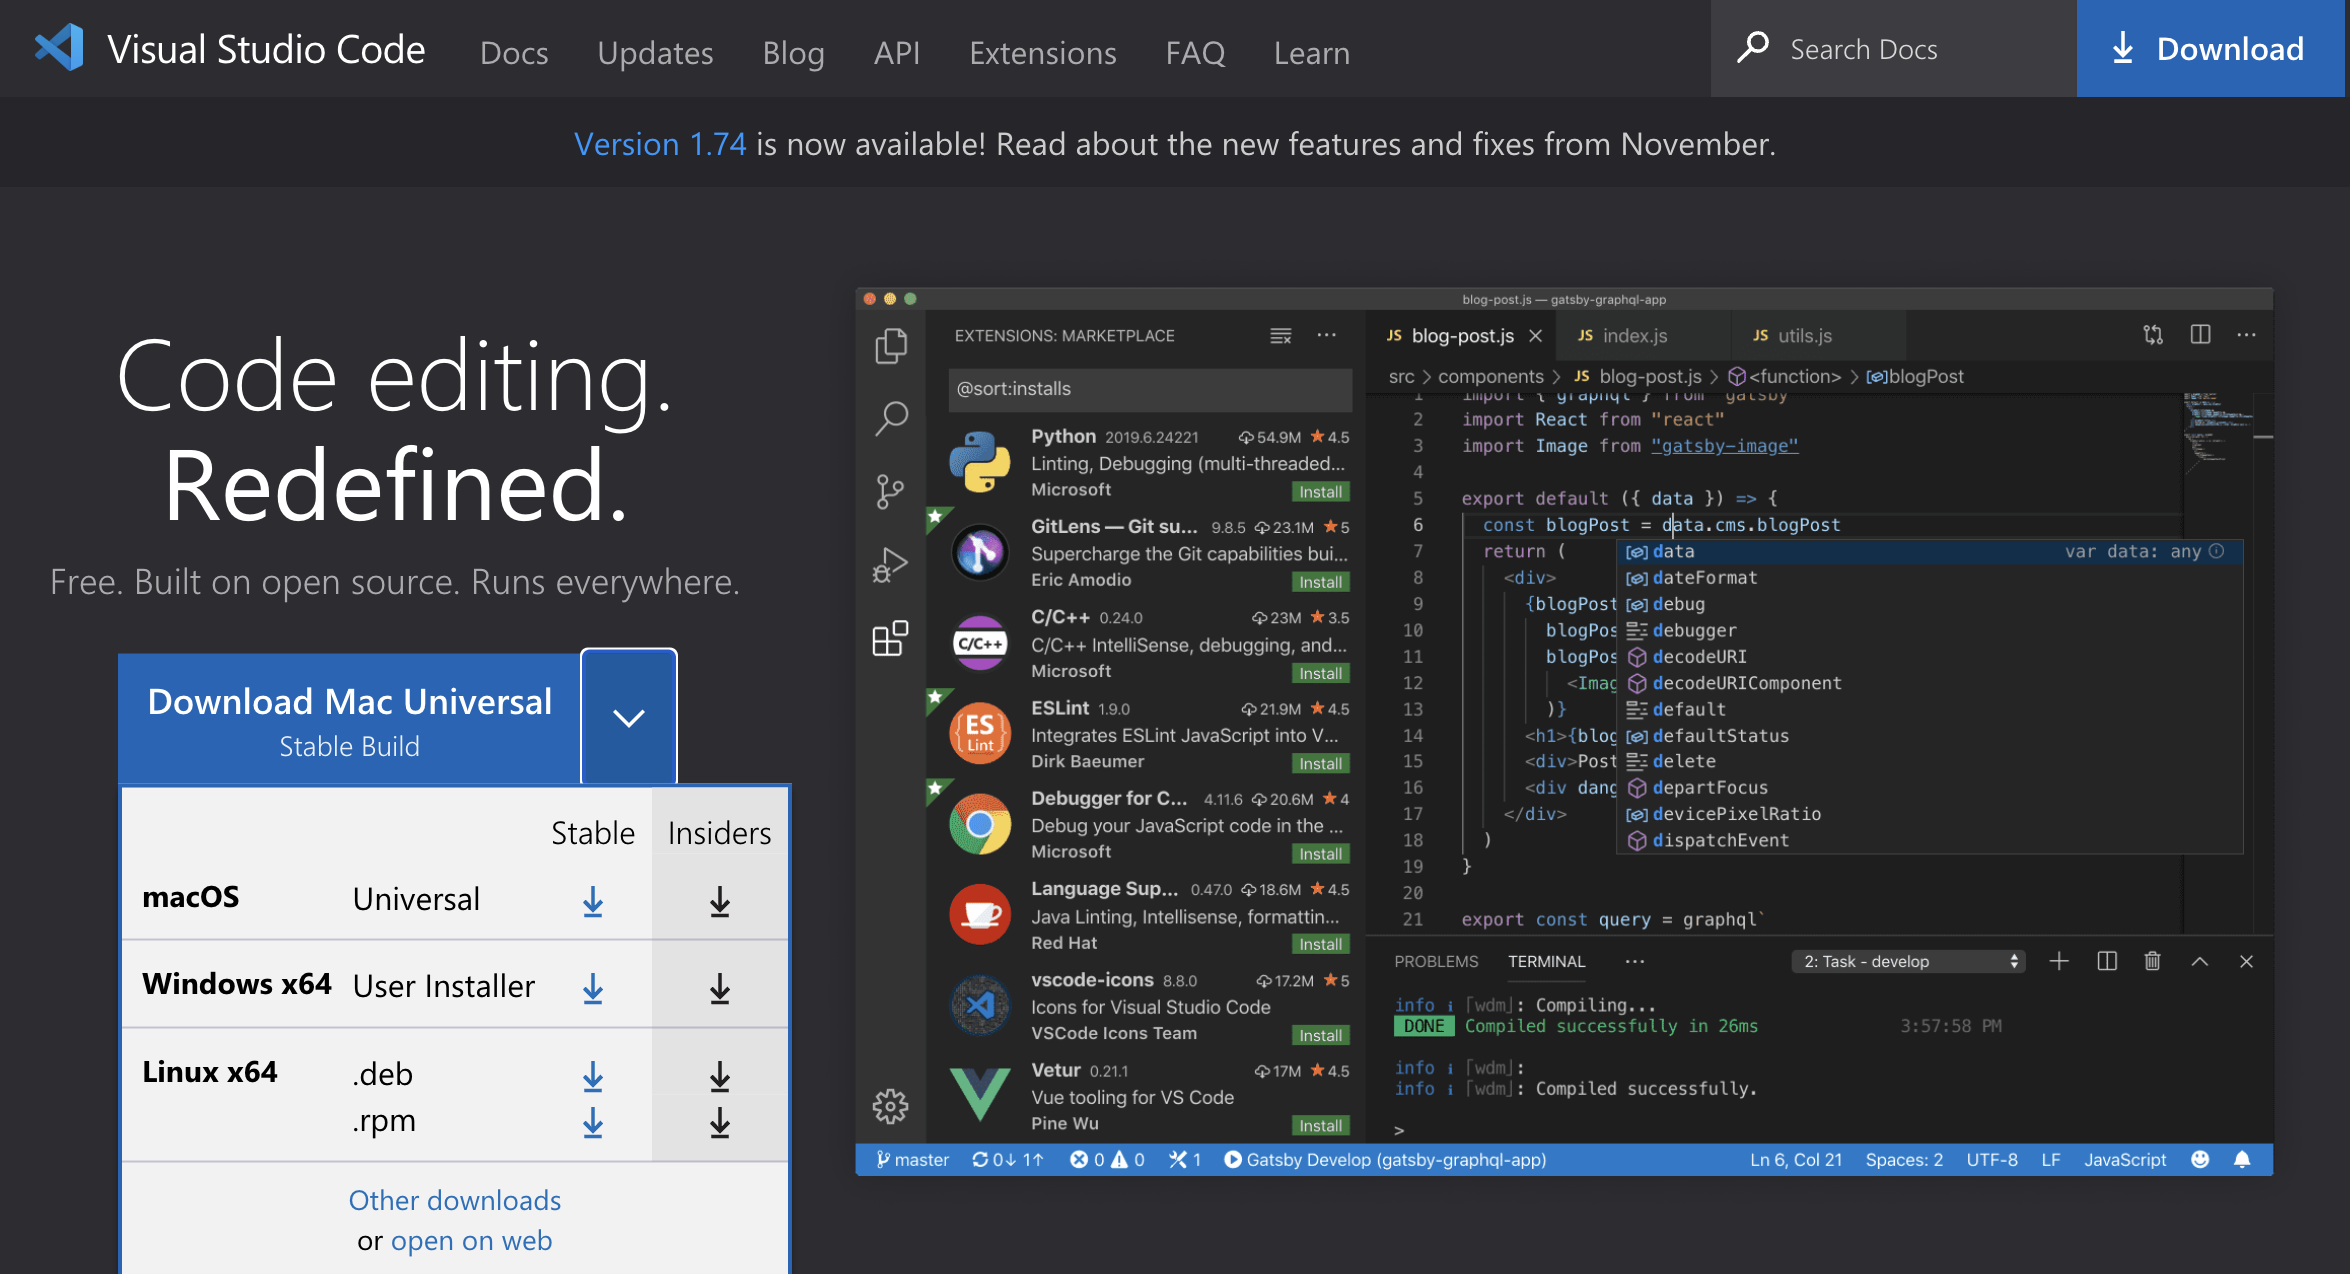 Visual Studio Code Docs Updates Blog API Extensions FAQ Learn Search Docs Download
Version 1.74 is now available! Read about the new features and fixes from November.
Code editing.
Redefined.
Free. Built on open source. Runs everywhere.
Download Mac Universal
Stable Build
Stable Insiders
macOS Universal
Windows x64 User Installer
Linux x64 .deb
.rpm
Other downloads
or open on web
blog-post.js — gatsby-graphql-app
EXTENSIONS: MARKETPLACE
@sort:installs
Python 2019.6.24221 54.9M 4.5
Linting, Debugging (multi-threaded...
Microsoft Install
GitLens — Git su... 9.8.5 23.1M 5
Supercharge the Git capabilities bui...
Eric Amodio Install
C/C++
C/C++ 0.24.0 23M 3.5
C/C++ IntelliSense, debugging, and...
Microsoft Install
ES
Lint
ESLint 1.9.0 21.9M 4.5
Integrates ESLint JavaScript into V...
Dirk Baeumer Install
Debugger for C... 4.11.6 20.6M 4
Debug your JavaScript code in the ...
Microsoft Install
Language Sup... 0.47.0 18.6M 4.5
Java Linting, Intellisense, formattin...
Red Hat Install
vscode-icons 8.8.0 17.2M 5
Icons for Visual Studio Code
VSCode Icons Team Install
Vetur 0.21.1 17M 4.5
Vue tooling for VS Code
Pine Wu Install
JS blog-post.js JS index.js JS utils.js
src > components > JS blog-post.js > <function> > blogPost
1 import { graphql } from "gatsby"
2 import React from "react"
3 import Image from "gatsby-image"
4
5 export default ({ data }) => {
6 const blogPost = data.cms.blogPost
7 return (
8 <div>
9 {blogPost
10 blogPos
11 blogPos
12 <Imag
13 )}
14 <h1>{blog
15 <div>Post
16 <div dang
17 </div>
18 )
19 }
20
21 export const query = graphql`
data var data: any
dateFormat
debug
debugger
decodeURI
decodeURIComponent
default
defaultStatus
delete
departFocus
devicePixelRatio
dispatchEvent
PROBLEMS TERMINAL ... 2: Task - develop
info i ｢wdm｣: Compiling...
DONE Compiled successfully in 26ms 3:57:58 PM
info i ｢wdm｣:
info i ｢wdm｣: Compiled successfully.
>
master 0↓ 1↑ 0 0 1 Gatsby Develop (gatsby-graphql-app) Ln 6, Col 21 Spaces: 2 UTF-8 LF JavaScript